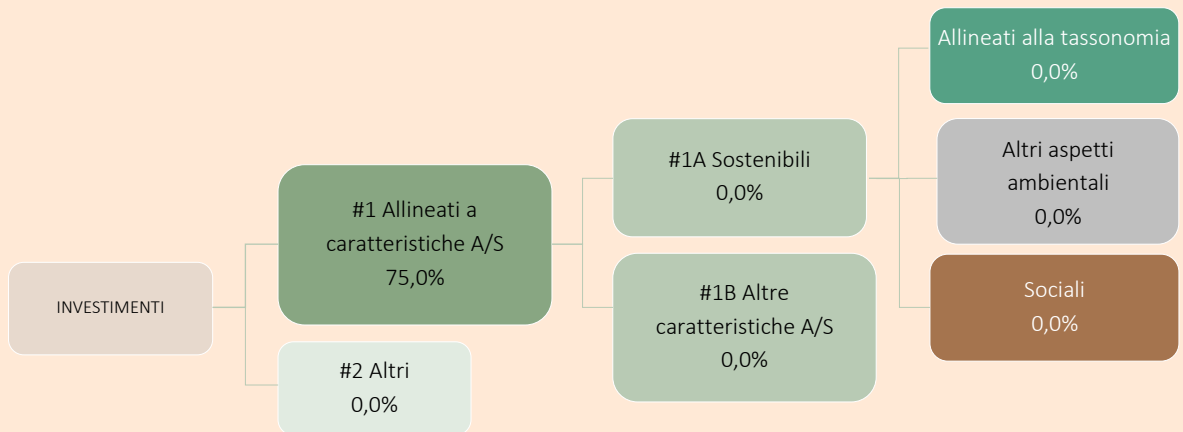 INVESTIMENTI
#1 Allineati a
caratteristiche A/S
75,0%
#2 Altri
0,0%
#1A Sostenibili
0,0%
#1B Altre
caratteristiche A/S
0,0%
Allineati alla tassonomia
0,0%
Altri aspetti
ambientali
0,0%
Sociali
0,0%